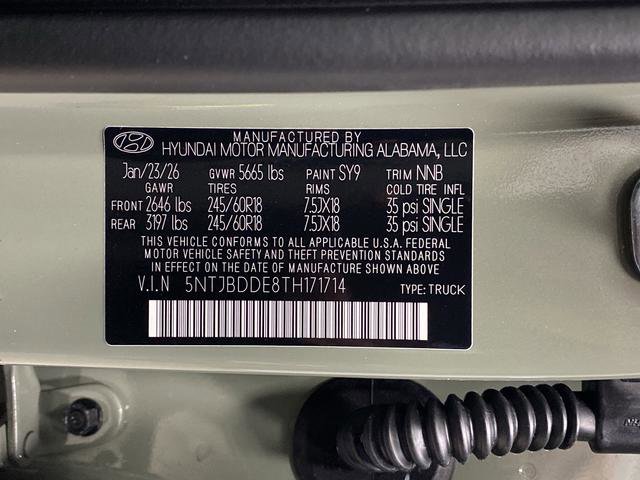 MANUFACTURED BY
HYUNDAI MOTOR MANUFACTURING ALABAMA, LLC
Jan/23/26 GVWR 5665 lbs PAINT SY9 TRIM NNB
GAWR TIRES RIMS COLD TIRE INFL
FRONT 2646 lbs 245/60R18 7.5JX18 35 psi SINGLE
REAR 3197 lbs 245/60R18 7.5JX18 35 psi SINGLE
THIS VEHICLE CONFORMS TO ALL APPLICABLE U.S.A. FEDERAL
MOTOR VEHICLE SAFETY AND THEFT PREVENTION STANDARDS
IN EFFECT ON THE DATE OF MANUFACTURE SHOWN ABOVE
V.I.N 5NTJBDDE8TH171714 TYPE: TRUCK